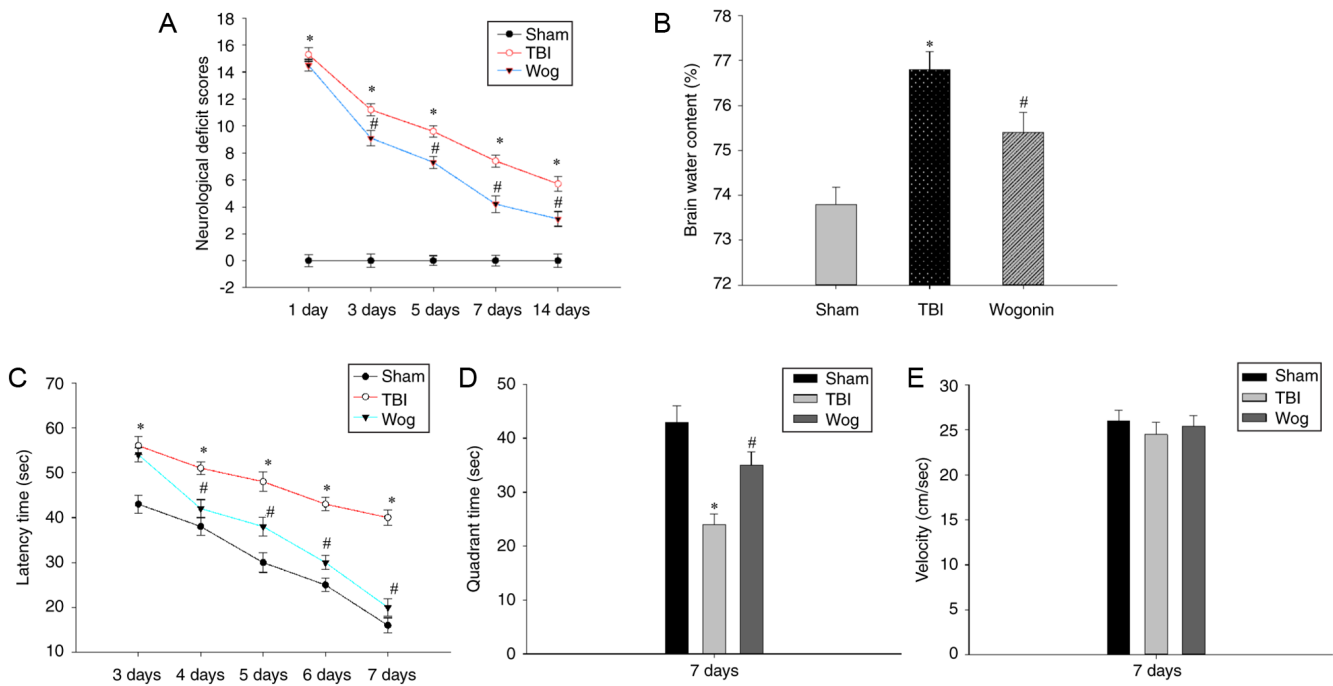 A
Neurological deficit scores
18
16
14
12
10
8
6
4
2
0
-2
1 day 3 days 5 days 7 days 14 days
Sham
TBI
Wog
*
#
*
#
*
#
*
#
*
#
B
Brain water content (%)
78
77
76
75
74
73
72
Sham TBI Wogonin
*
#
C
Latency time (sec)
70
60
50
40
30
20
10
3 days 4 days 5 days 6 days 7 days
Sham
TBI
Wog
*
*
#
*
#
*
#
*
#
D
Quadrant time (sec)
50
40
30
20
10
0
7 days
Sham
TBI
Wog
*
#
E
Velocity (cm/sec)
30
25
20
15
10
5
0
7 days
Sham
TBI
Wog